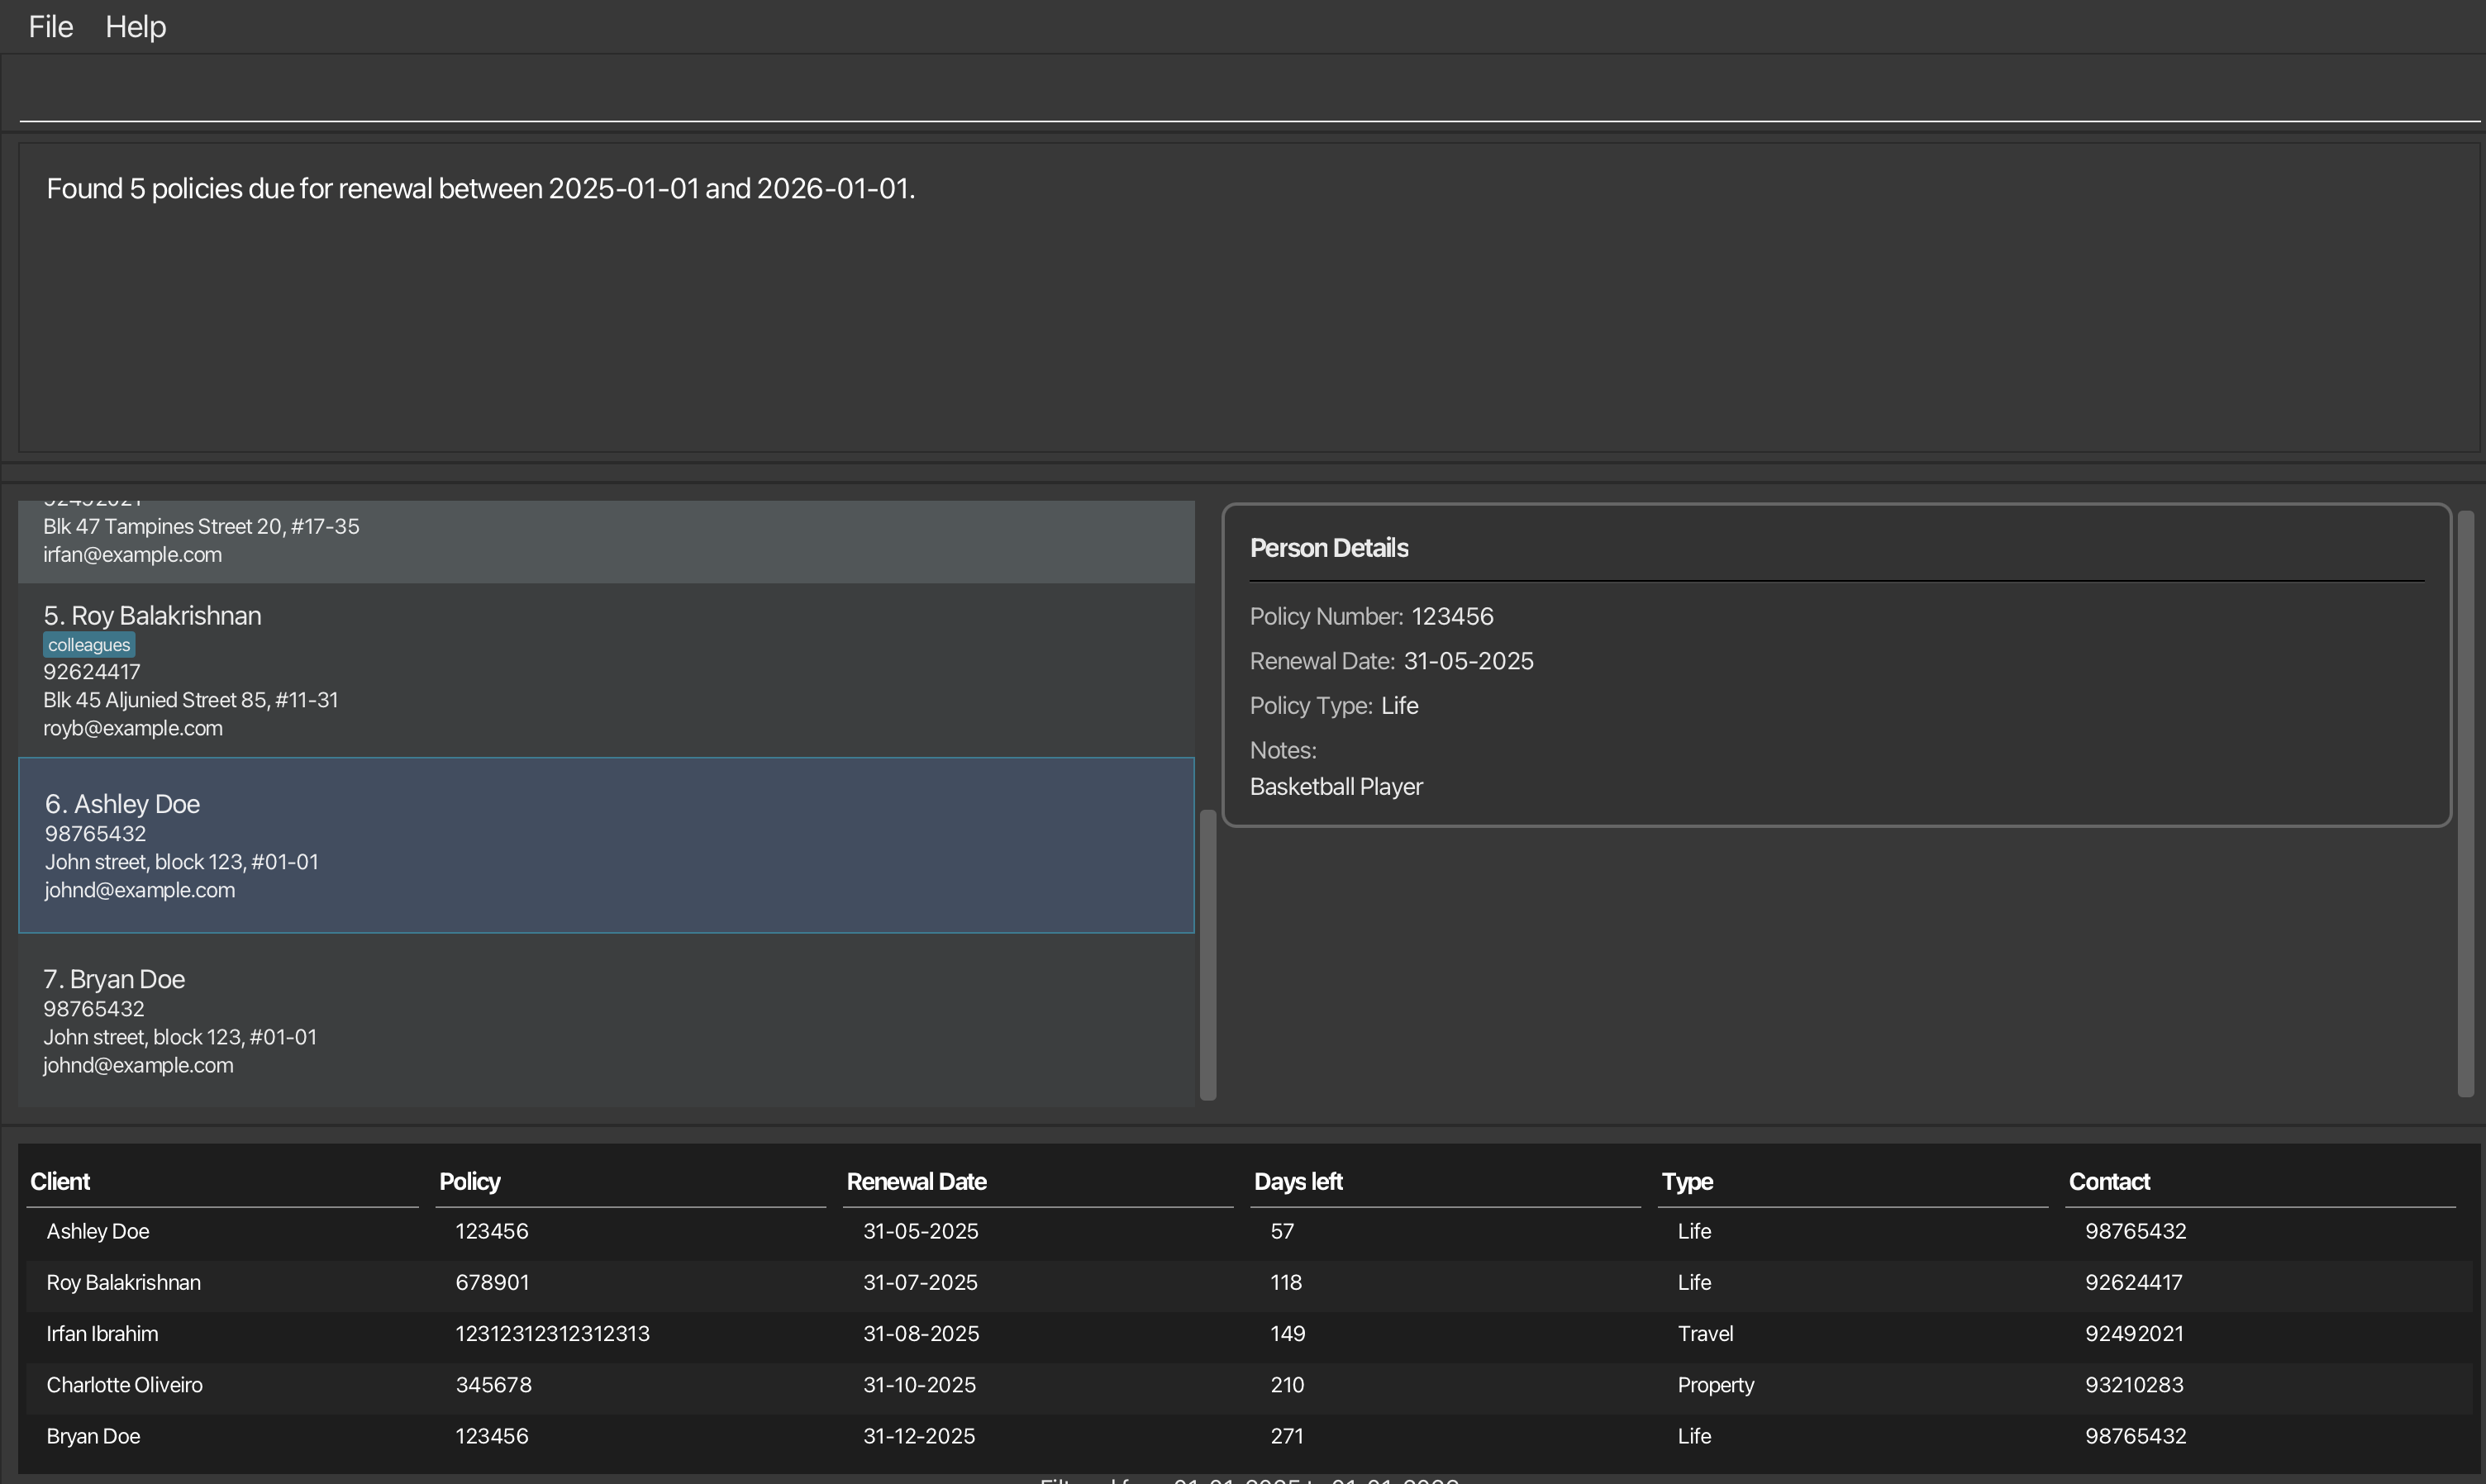 File Help
Found 5 policies due for renewal between 2025-01-01 and 2026-01-01.
Blk 47 Tampines Street 20, #17-35
irfan@example.com
5. Roy Balakrishnan
colleagues
92624417
Blk 45 Aljunied Street 85, #11-31
royb@example.com
6. Ashley Doe
98765432
John street, block 123, #01-01
johnd@example.com
7. Bryan Doe
98765432
John street, block 123, #01-01
johnd@example.com
Person Details
Policy Number: 123456
Renewal Date: 31-05-2025
Policy Type: Life
Notes:
Basketball Player
Client Policy Renewal Date Days left Type Contact
Ashley Doe 123456 31-05-2025 57 Life 98765432
Roy Balakrishnan 678901 31-07-2025 118 Life 92624417
Irfan Ibrahim 12312312312312313 31-08-2025 149 Travel 92492021
Charlotte Oliveiro 345678 31-10-2025 210 Property 93210283
Bryan Doe 123456 31-12-2025 271 Life 98765432